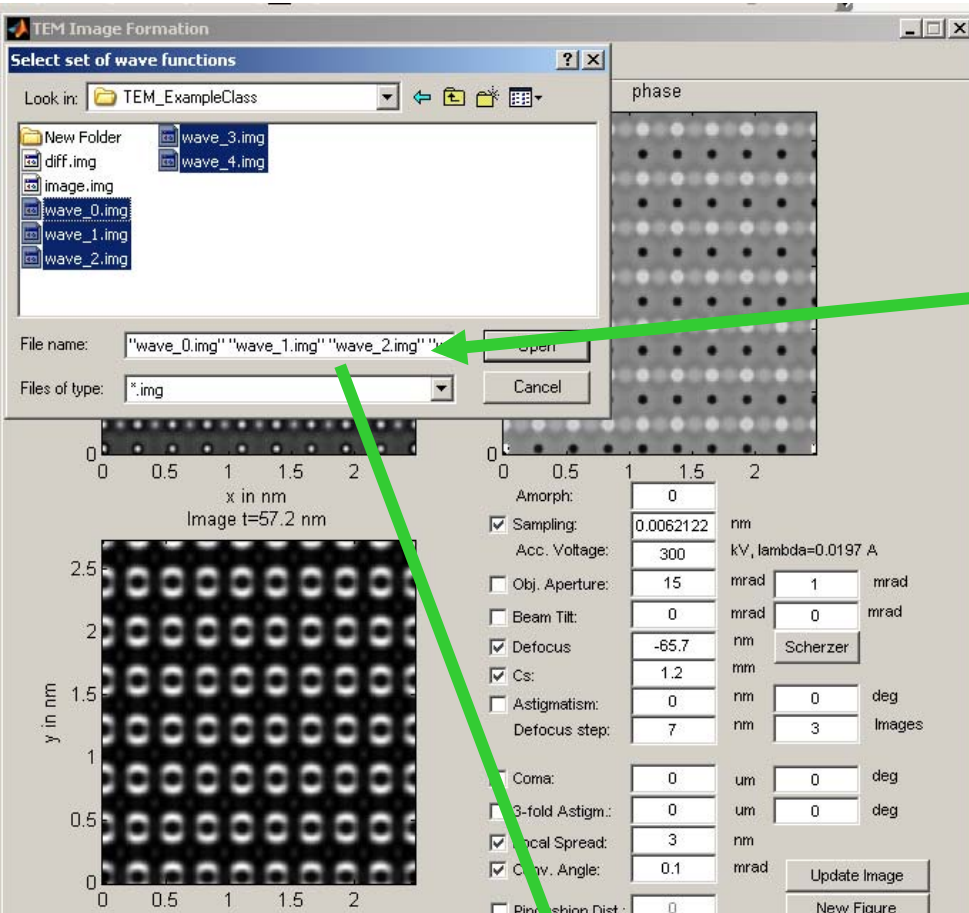 TEM Image Formation
Select set of wave functions
Look in: TEM_ExampleClass
New Folder
diff.img
image.img
wave_0.img
wave_1.img
wave_2.img
wave_3.img
wave_4.img
File name: "wave_0.img" "wave_1.img" "wave_2.img"
Open
Files of type: *.img
Cancel
phase
0
0 0.5 1 1.5 2
x in nm
0
0 0.5 1 1.5 2
Image t=57.2 nm
2.5
2
1.5
1
0.5
0
y in nm
0 0.5 1 1.5 2
Amorph: 0
Sampling: 0.0062122 nm
Acc. Voltage: 300 kV, lambda=0.0197 A
Obj. Aperture: 15 mrad 1 mrad
Beam Tilt: 0 mrad 0 mrad
Defocus -65.7 nm Scherzer
Cs: 1.2 mm
Astigmatism: 0 nm 0 deg
Defocus step: 7 nm 3 Images
Coma: 0 um 0 deg
3-fold Astigm.: 0 um 0 deg
Focal Spread: 3 nm
Conv. Angle: 0.1 mrad
Update Image
Pincushion Dist.: 0
New Figure